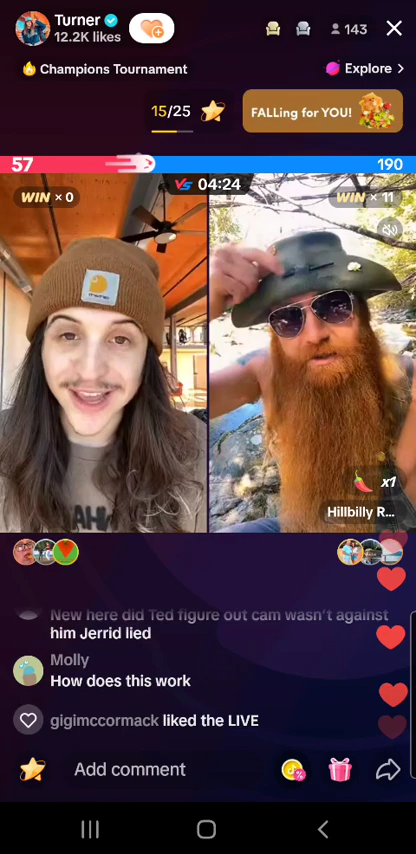 Turner
12.2K likes
143
Champions Tournament
Explore >
15/25
FALLing for YOU!
57
190
VS 04:24
WIN × 0
WIN × 11
carhartt
x1
Hillbilly R...
New here did Ted figure out cam wasn't against
him Jerrid lied
Molly
How does this work
gigimccormack liked the LIVE
Add comment